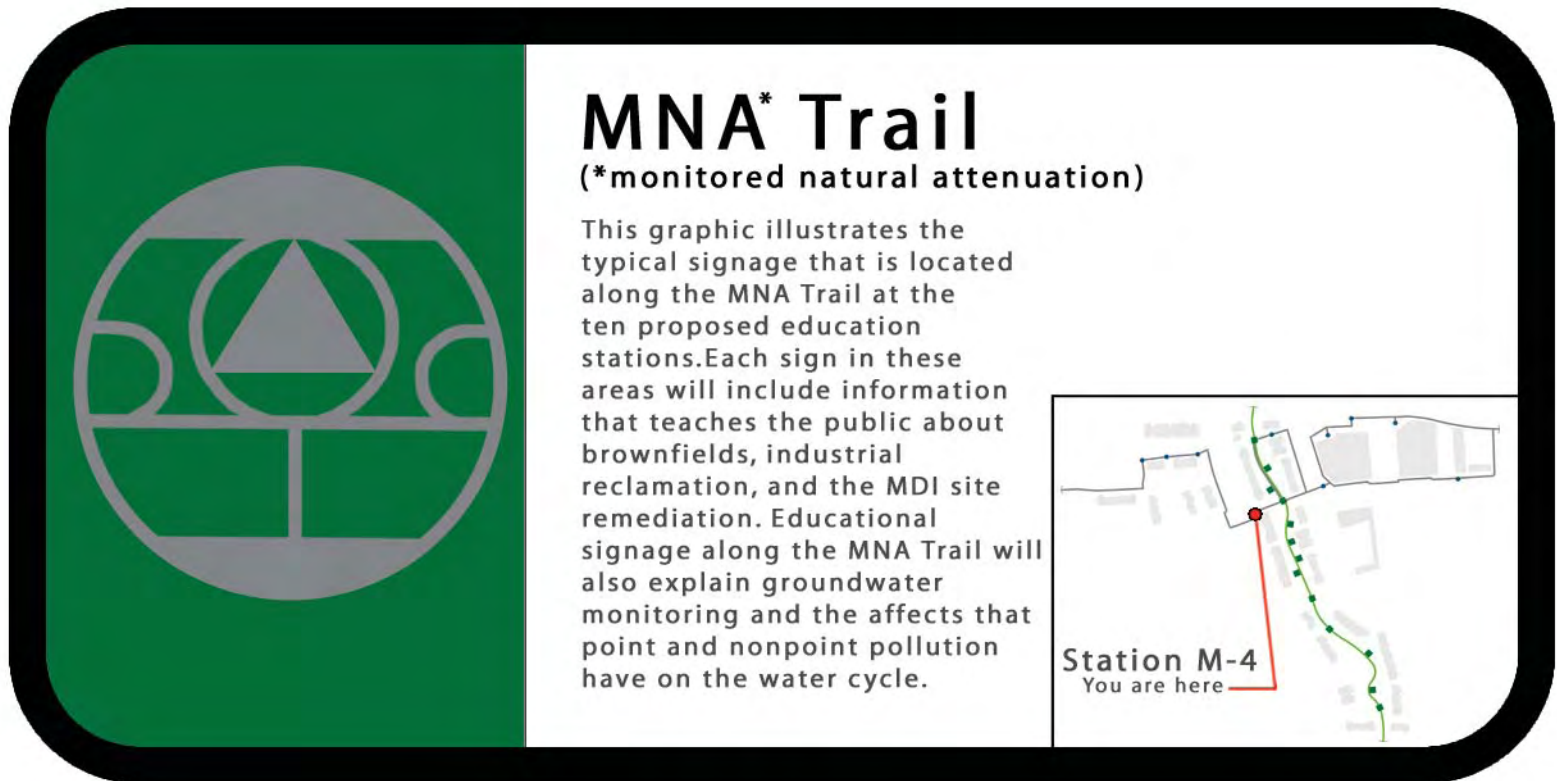 MNA* Trail
(*monitored natural attenuation)
This graphic illustrates the
typical signage that is located
along the MNA Trail at the
ten proposed education
stations.Each sign in these
areas will include information
that teaches the public about
brownfields, industrial
reclamation, and the MDI site
remediation. Educational
signage along the MNA Trail will
also explain groundwater
monitoring and the affects that
point and nonpoint pollution
have on the water cycle.
Station M-4
You are here